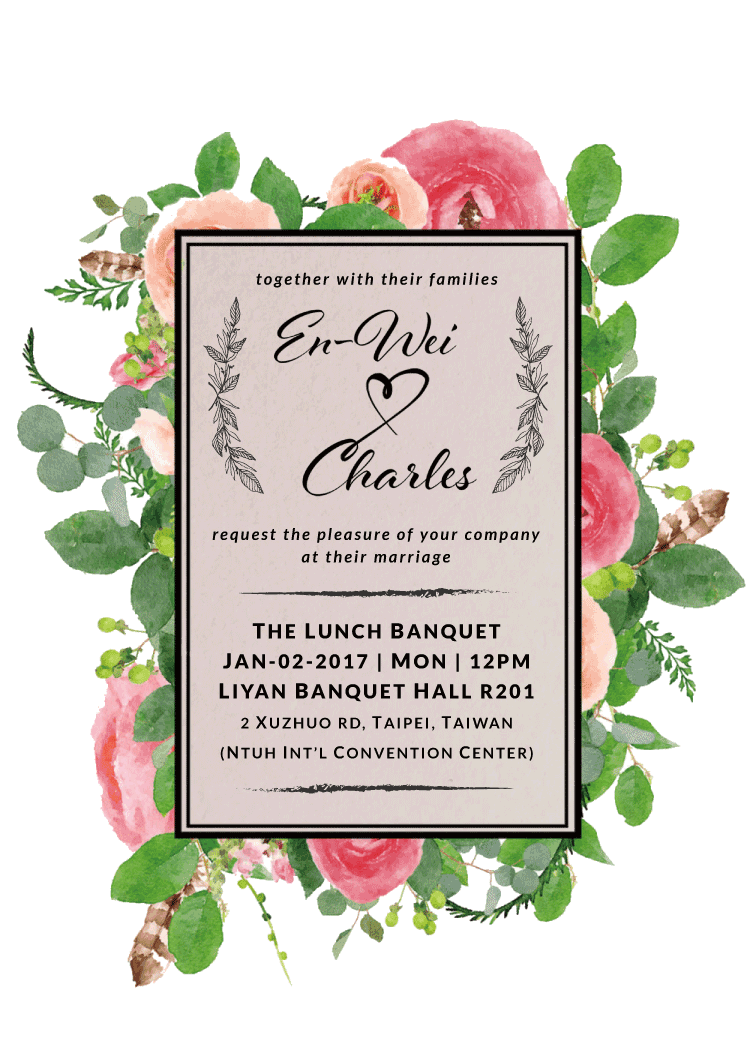 together with their families
En-Wei
Charles
request the pleasure of your company
at their marriage
The Lunch Banquet
Jan-02-2017 | Mon | 12pm
Liyan Banquet Hall R201
2 Xuzhuo rd, Taipei, Taiwan
(Ntuh Int'l Convention Center)